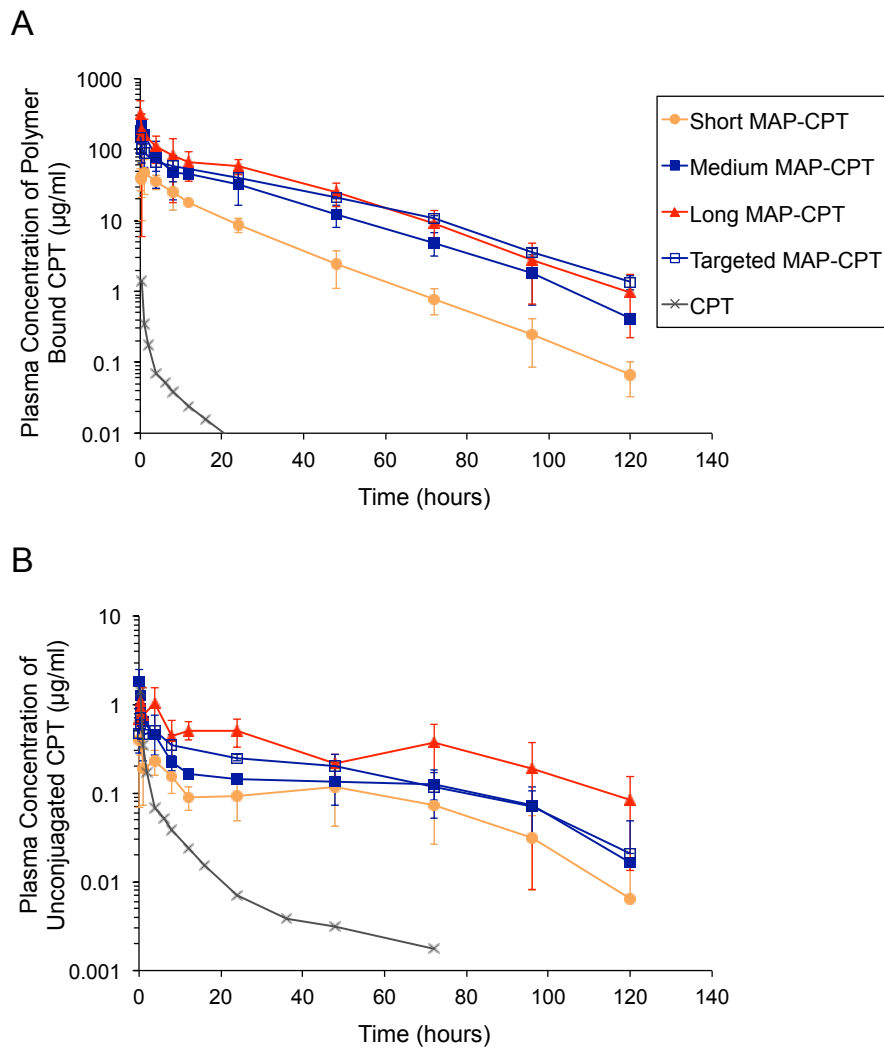 A
Plasma Concentration of Polymer
Bound CPT (µg/ml)
1000
100
10
1
0.1
0.01
0 20 40 60 80 100 120 140
Time (hours)
Short MAP-CPT
Medium MAP-CPT
Long MAP-CPT
Targeted MAP-CPT
CPT
B
Plasma Concentration of
Unconjuagated CPT (µg/ml)
10
1
0.1
0.01
0.001
0 20 40 60 80 100 120 140
Time (hours)